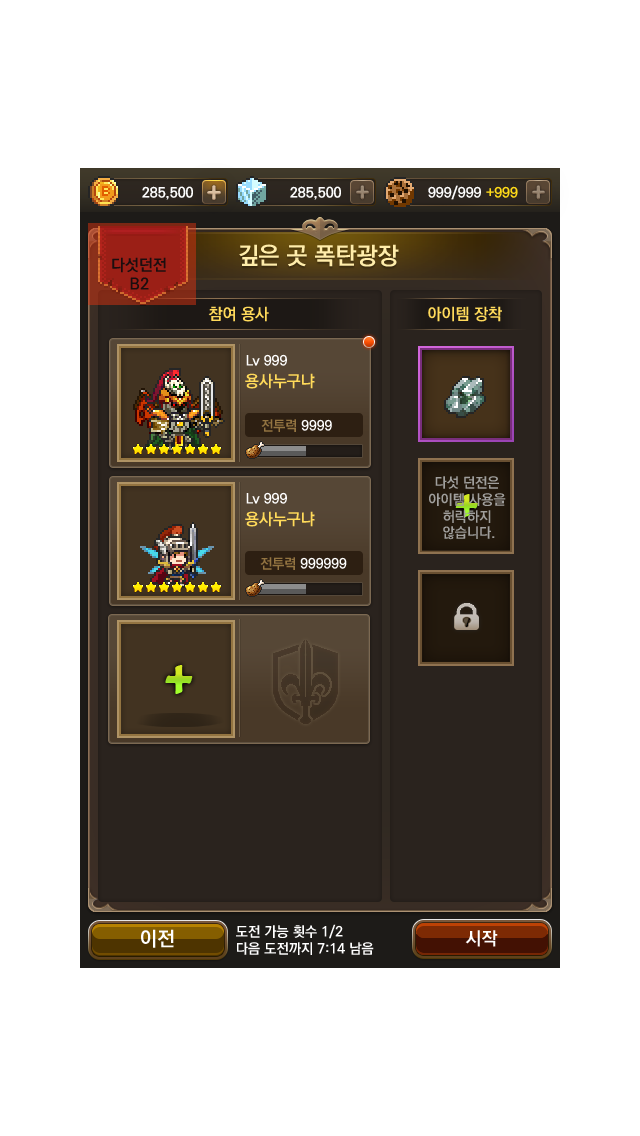 285,500
285,500
999/999 +999
다섯던전
B2
깊은 곳 폭탄광장
참여 용사
아이템 장착
Lv 999
용사누구냐
전투력 9999
Lv 999
용사누구냐
전투력 999999
다섯 던전은
아이템 사용을
허락하지
않습니다.
이전
도전 가능 횟수 1/2
다음 도전까지 7:14 남음
시작